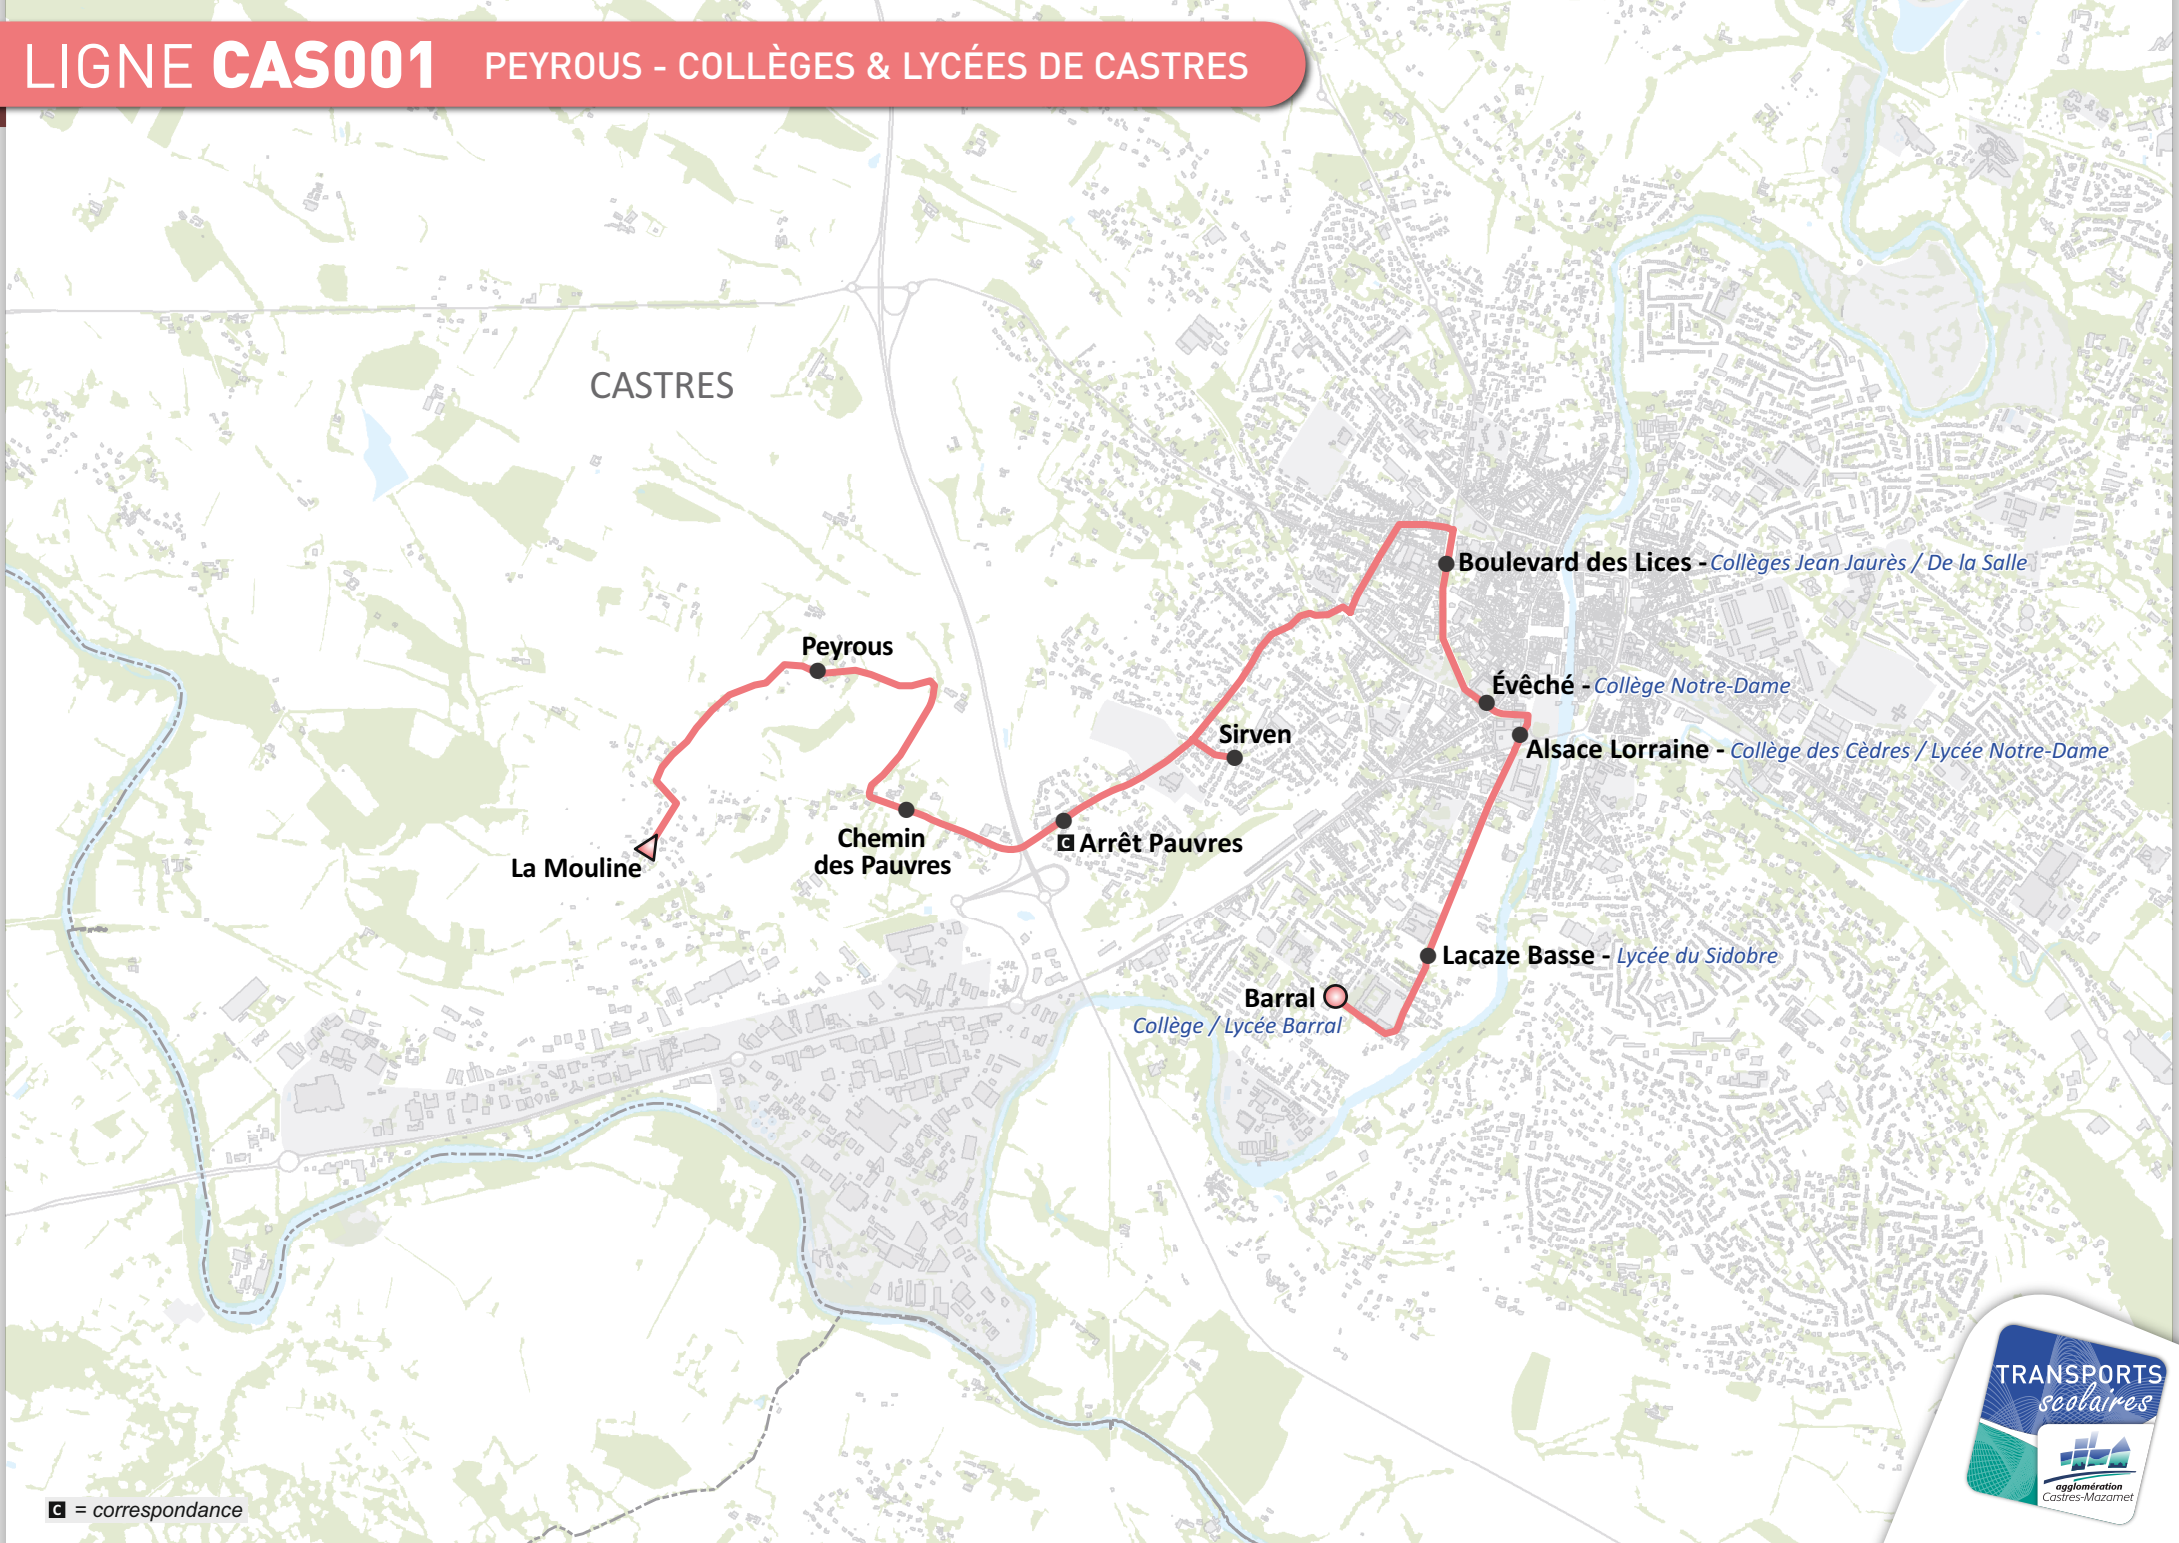 LIGNE CAS001 PEYROUS - COLLÈGES & LYCÉES DE CASTRES
CASTRES
Boulevard des Lices - Collèges Jean Jaurès / De la Salle
Peyrous
Évêché - Collège Notre-Dame
Sirven
Alsace Lorraine - Collège des Cèdres / Lycée Notre-Dame
Chemin
des Pauvres
C Arrêt Pauvres
La Mouline
Lacaze Basse - Lycée du Sidobre
Barral
Collège / Lycée Barral
TRANSPORTS
scolaires
agglomération
Castres-Mazamet
C = correspondance